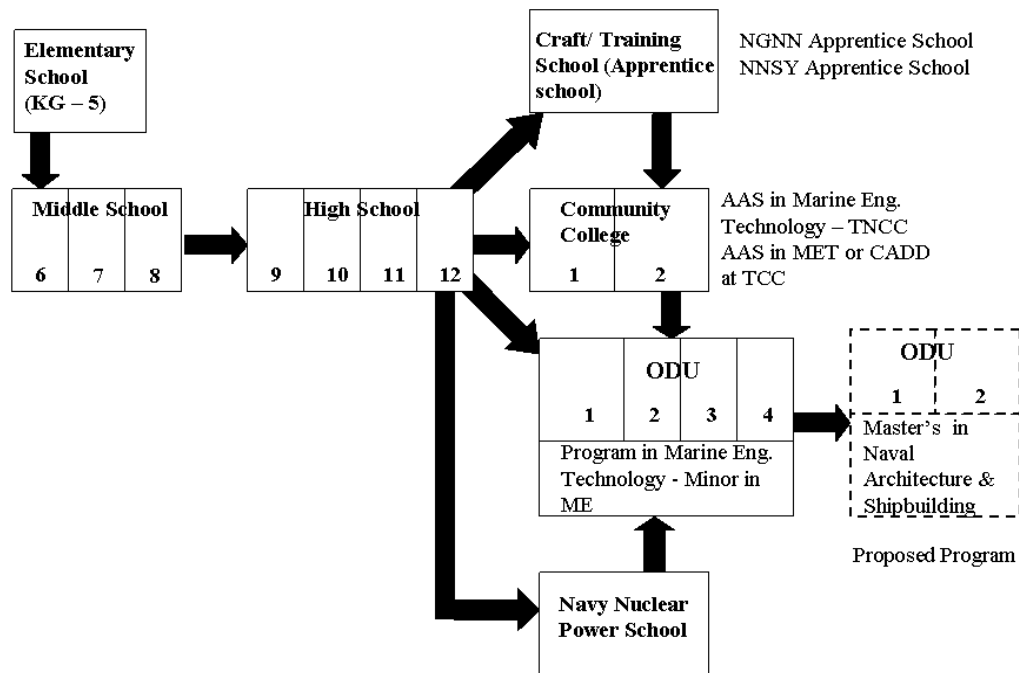 Elementary
School
(KG – 5)
Craft/ Training
School (Apprentice
school)
NGNN Apprentice School
NNSY Apprentice School
Middle School
6 7 8
High School
9 10 11 12
Community
College
1 2
AAS in Marine Eng.
Technology – TNCC
AAS in MET or CADD
at TCC
ODU
1 2 3 4
Program in Marine Eng.
Technology - Minor in
ME
ODU
1 2
Master's in
Naval
Architecture &
Shipbuilding
Proposed Program
Navy Nuclear
Power School